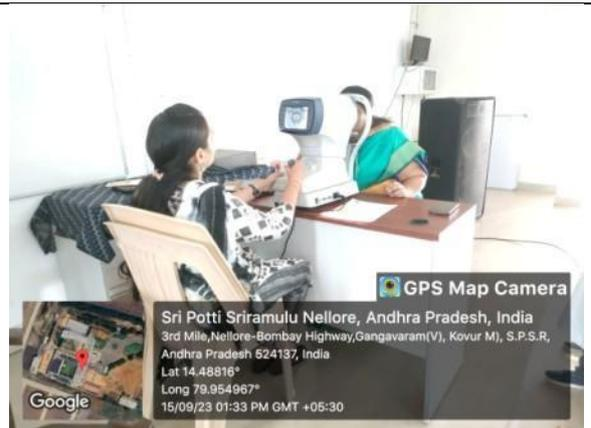 GPS Map Camera
Sri Potti Sriramulu Nellore, Andhra Pradesh, India
3rd Mile,Nellore-Bombay Highway,Gangavaram(V), Kovur M), S.P.S.R,
Andhra Pradesh 524137, India
Lat 14.48816°
Long 79.954967°
15/09/23 01:33 PM GMT +05:30
Google